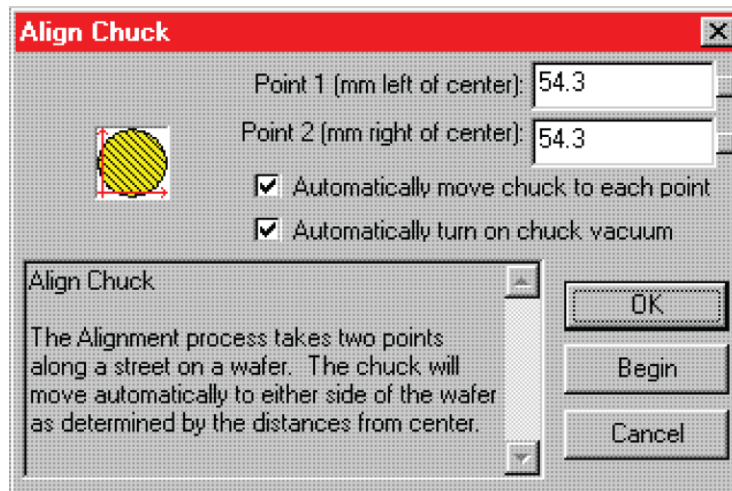 Align Chuck
Point 1 (mm left of center): 54.3
Point 2 (mm right of center): 54.3
Automatically move chuck to each point
Automatically turn on chuck vacuum
Align Chuck
The Alignment process takes two points
along a street on a wafer. The chuck will
move automatically to either side of the wafer
as determined by the distances from center.
OK
Begin
Cancel